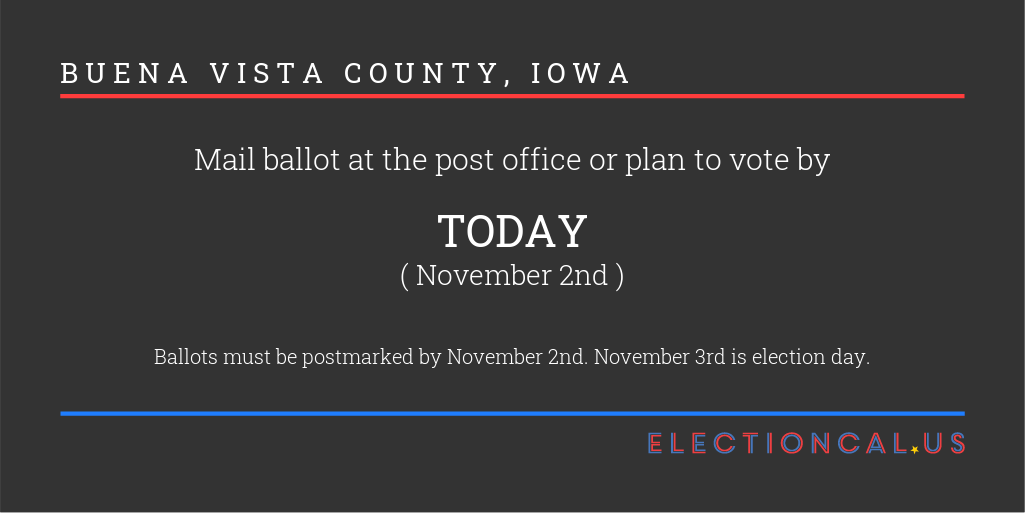 BUENA VISTA COUNTY, IOWA
Mail ballot at the post office or plan to vote by
TODAY
( November 2nd )
Ballots must be postmarked by November 2nd. November 3rd is election day.
ELECTIONCAL.US